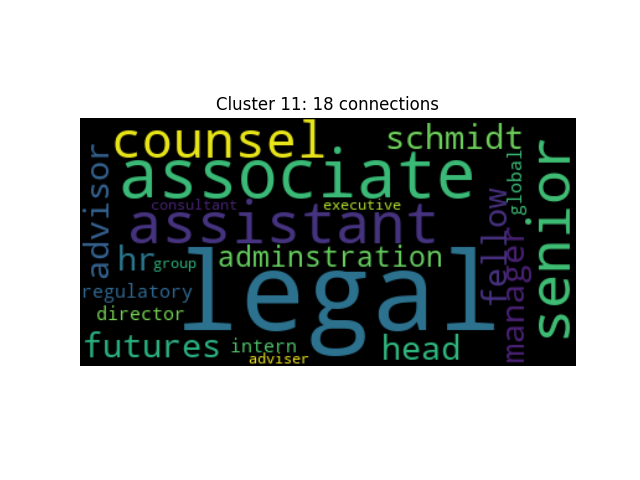 Cluster 11: 18 connections
counsel
schmidt
associate
senior
advisor
global
consultant
executive
assistant
fellow
manager
hr
group
adminstration
legal
regulatory
director
futures
intern
head
adviser